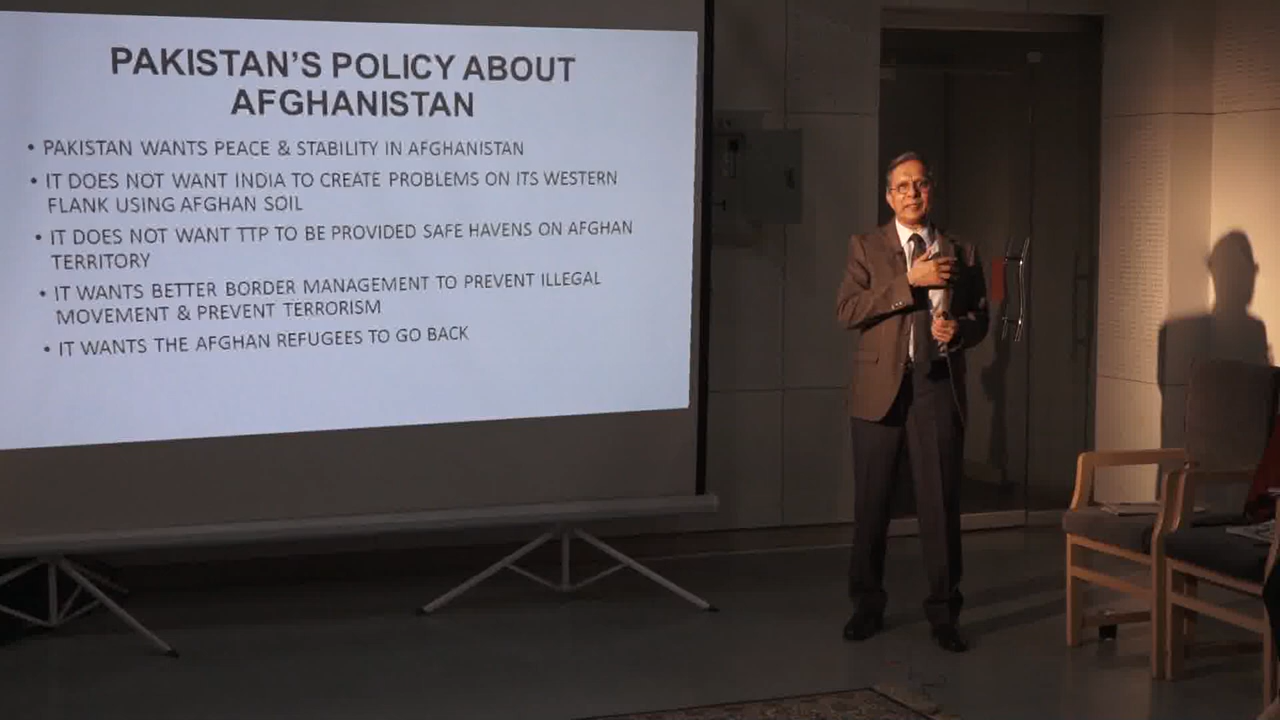 PAKISTAN'S POLICY ABOUT
AFGHANISTAN
• PAKISTAN WANTS PEACE & STABILITY IN AFGHANISTAN
• IT DOES NOT WANT INDIA TO CREATE PROBLEMS ON ITS WESTERN
FLANK USING AFGHAN SOIL
• IT DOES NOT WANT TTP TO BE PROVIDED SAFE HAVENS ON AFGHAN
TERRITORY
• IT WANTS BETTER BORDER MANAGEMENT TO PREVENT ILLEGAL
MOVEMENT & PREVENT TERRORISM
• IT WANTS THE AFGHAN REFUGEES TO GO BACK